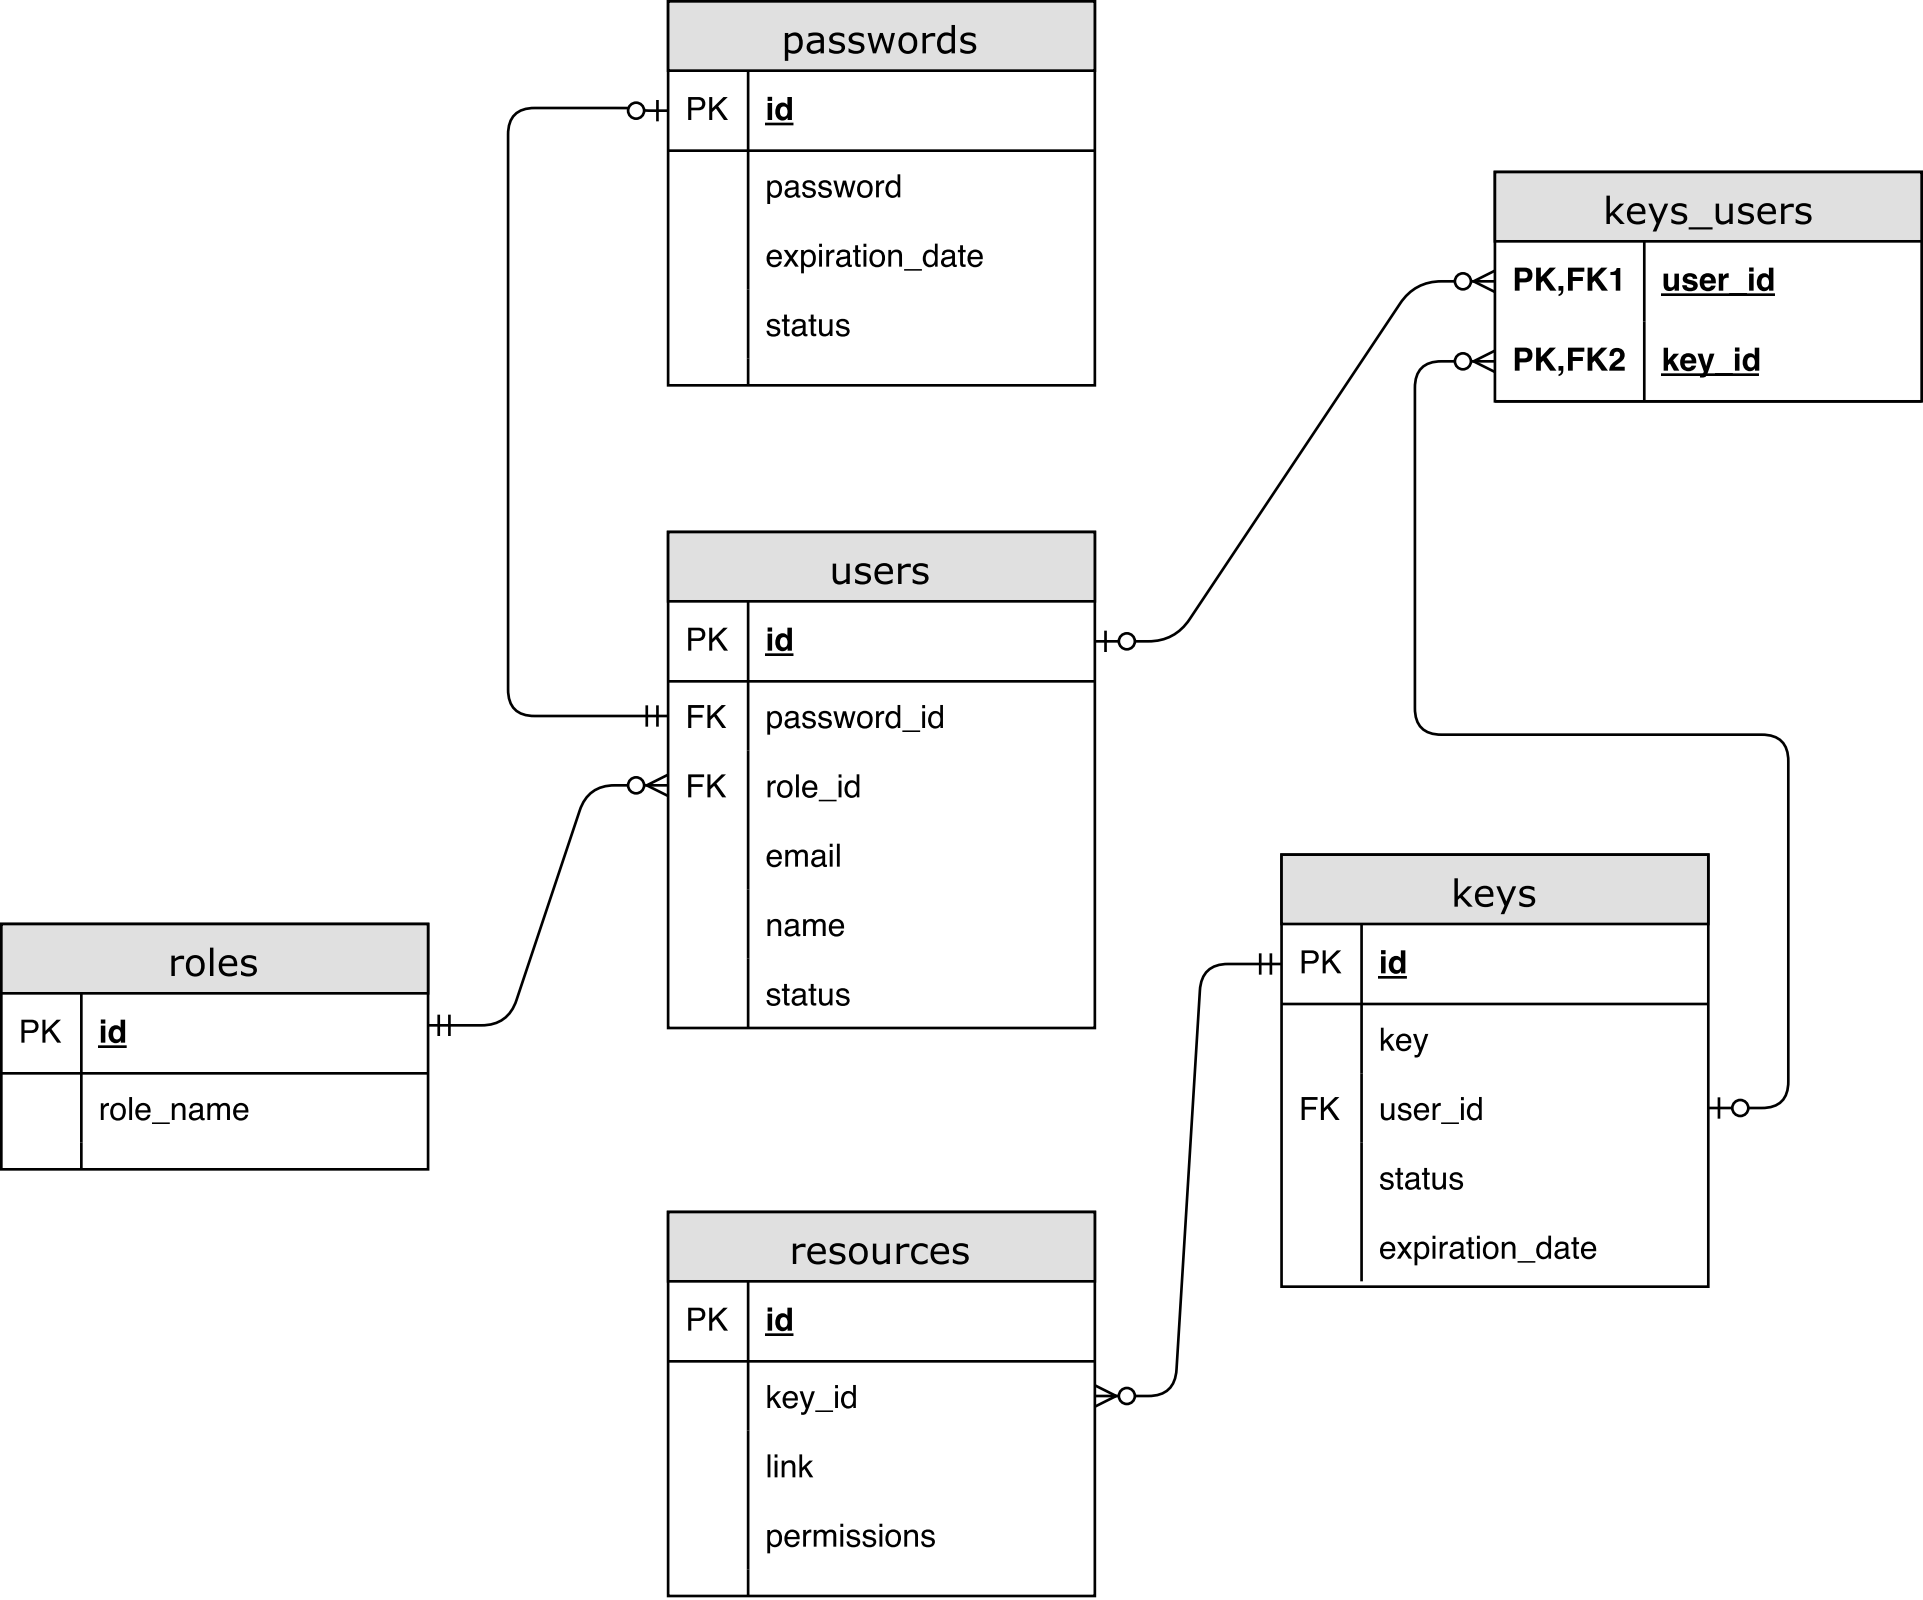 passwords
PK id
password
expiration_date
status
keys_users
PK,FK1 user_id
PK,FK2 key_id
users
PK id
FK password_id
FK role_id
email
name
status
roles
PK id
role_name
keys
PK id
key
FK user_id
status
expiration_date
resources
PK id
key_id
link
permissions